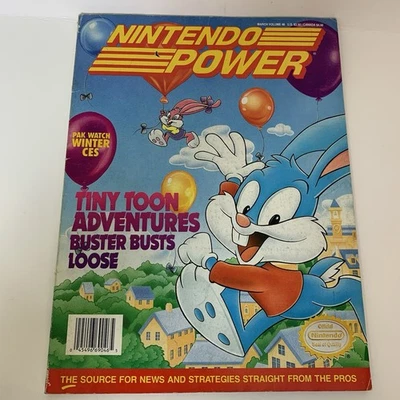 NINTENDO
POWER
PAK WATCH
WINTER
CES
TINY TOON
ADVENTURES
BUSTER BUSTS
LOOSE
Nintendo
THE SOURCE FOR NEWS AND STRATEGIES STRAIGHT FROM THE PROS